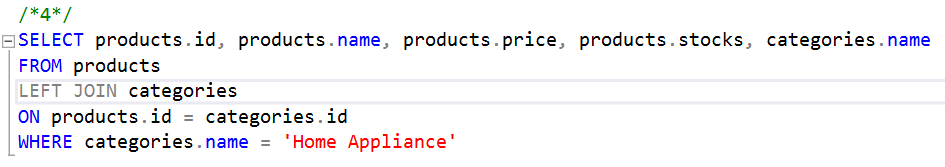 /*4*/
SELECT products.id, products.name, products.price, products.stocks, categories.name
FROM products
LEFT JOIN categories
ON products.id = categories.id
WHERE categories.name = 'Home Appliance'